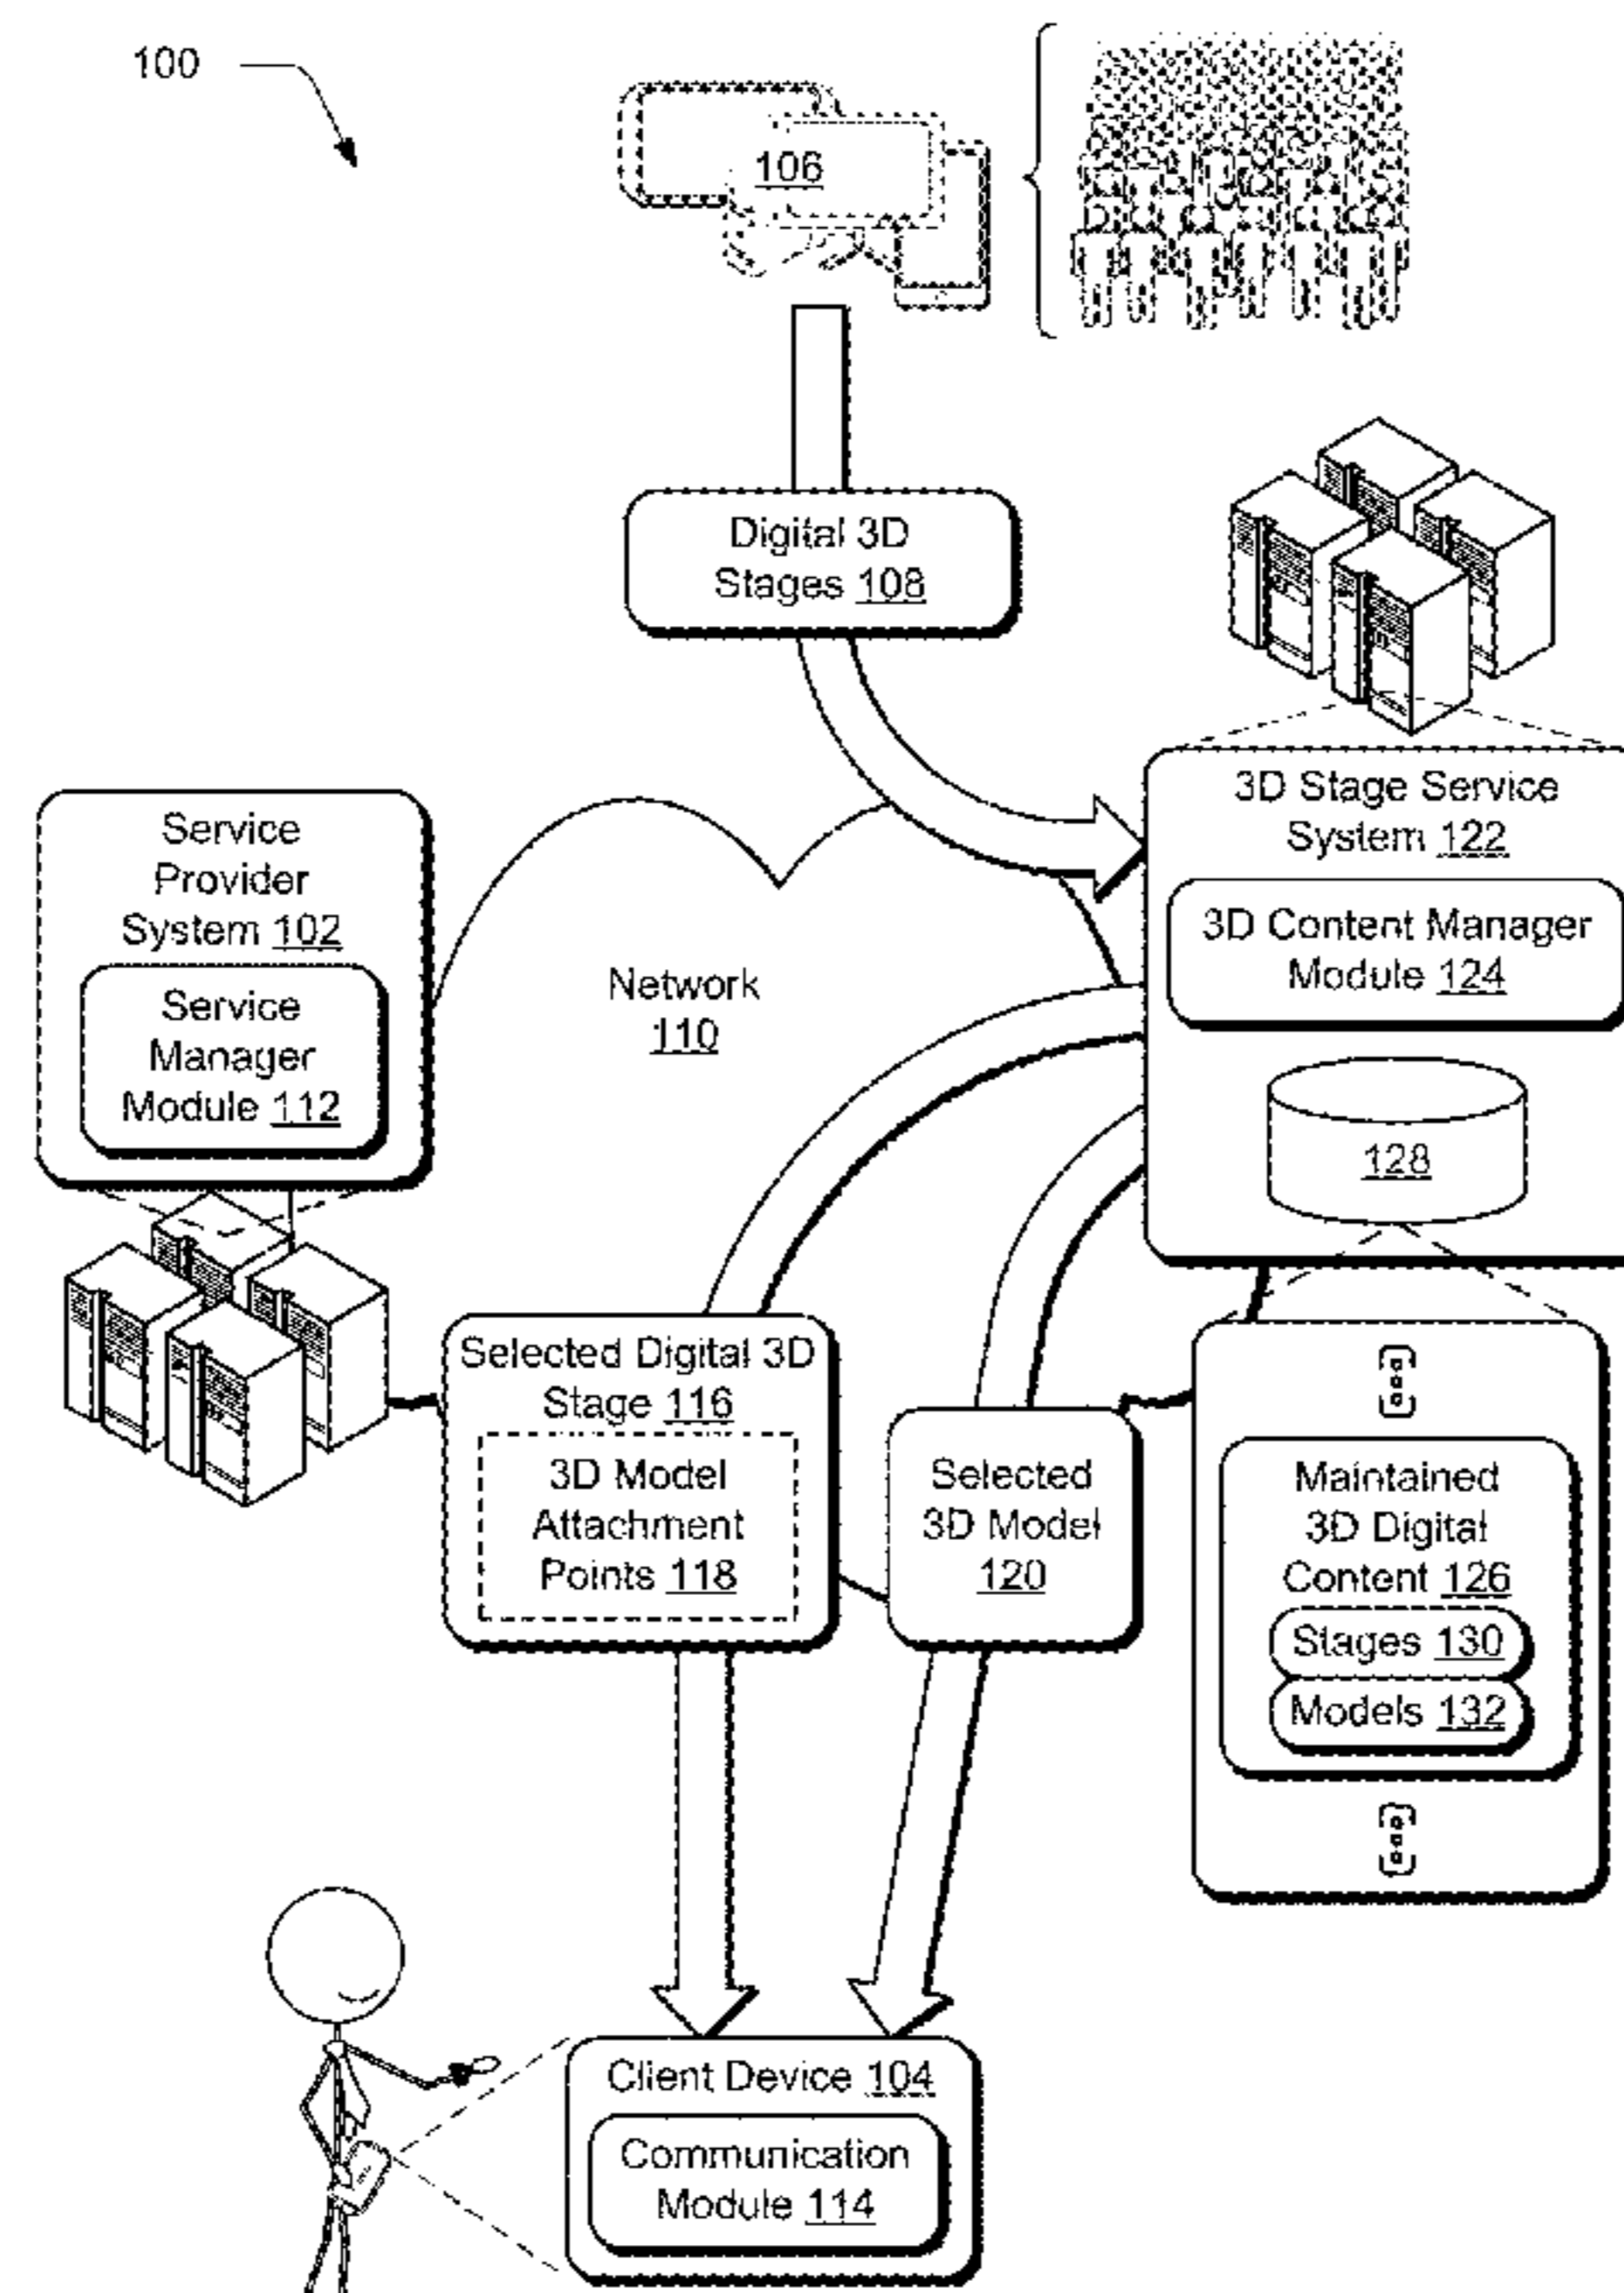 100
106
Digital 3D
Stages 108
3D Stage Service
System 122
3D Content Manager
Module 124
128
Service
Provider
System 102
Service
Manager
Module 112
Network
110
Selected Digital 3D
Stage 116
3D Model
Attachment
Points 118
Selected
3D Model
120
Maintained
3D Digital
Content 126
Stages 130
Models 132
Client Device 104
Communication
Module 114